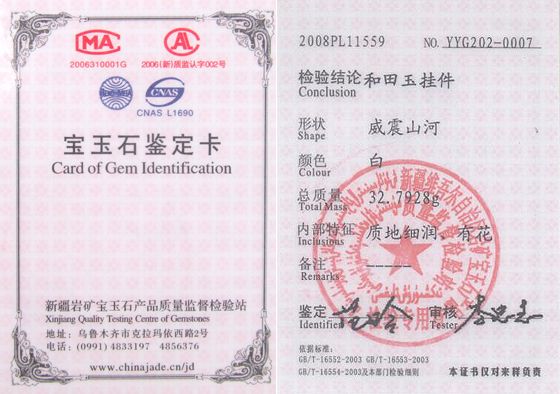 MA
AL
2006310001G
2006(新)质监认字002号
ilac-MRA
CNAS
CNAS L1690
宝玉石鉴定卡
Card of Gem Identification
新疆岩矿宝玉石产品质量监督检验站
Xinjiang Quality Testing Centre of Gemstones
地址: 乌鲁木齐市克拉玛依西路2号
电话: (0991) 4833197 4856376
www.chinajade.cn/jd
2008PL11559 NO. YYG202-0007
检验结论 和田玉挂件
Conclusion
形状 威震山河
Shape
颜色 白
Colour
总质量 32.7928g
Total Mass
内部特征 质地细润、有花
Inclusions
备注 -----
Remarks
鉴定 审核
Identifier Tester
依据标准:
GB/T-16552-2003 GB/T-16553-2003
GB/T-16554-2003及本部门检验细则 本证书仅对来样负责